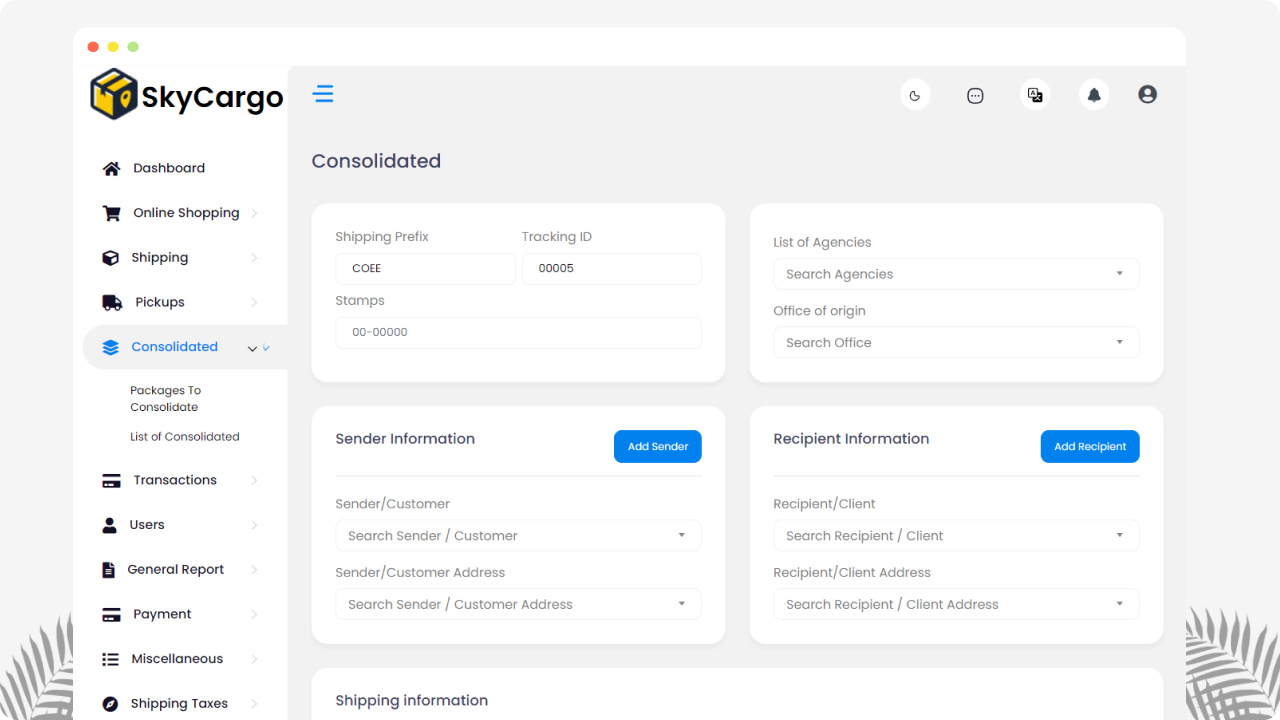 SkyCargo
Dashboard
Online Shopping
Shipping
Pickups
Consolidated
Packages To
Consolidate
List of Consolidated
Transactions
Users
General Report
Payment
Miscellaneous
Shipping Taxes
Consolidated
Shipping Prefix
Tracking ID
COEE
00005
Stamps
00-00000
List of Agencies
Search Agencies
Office of origin
Search Office
Sender Information
Add Sender
Sender/Customer
Search Sender / Customer
Sender/Customer Address
Search Sender / Customer Address
Recipient Information
Add Recipient
Recipient/Client
Search Recipient / Client
Recipient/Client Address
Search Recipient / Client Address
Shipping information